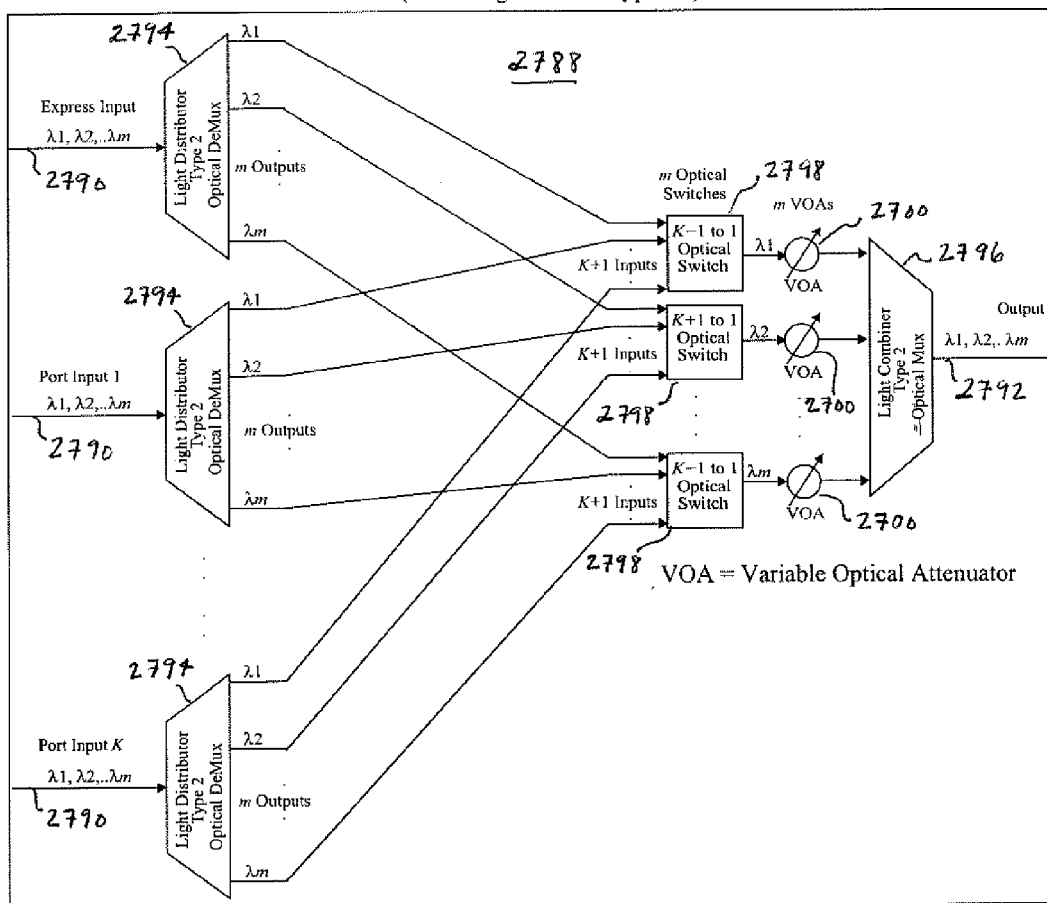 2794
λ1
2788
Express Input
λ1, λ2,..λm
2790
Light Distributor
Type 2
Optical DeMux
λ2
m Outputs
λm
m Optical
Switches
2798
m VOAs
2700
K−1 to 1
Optical
Switch
K+1 Inputs
λ1
VOA
2796
2794
Port Input 1
λ1, λ2,..λm
2790
Light Distributor
Type 2
Optical DeMux
λ1
λ2
m Outputs
λm
K+1 to 1
Optical
Switch
K+1 Inputs
λ2
2798
VOA
2700
Light Combiner
Type 2
=Optical Mux
Output
λ1, λ2,.. λm
2792
K−1 to 1
Optical
Switch
K+1 Inputs
λm
2798
VOA
2700
VOA = Variable Optical Attenuator
2794
Port Input K
λ1, λ2,..λm
2790
Light Distributor
Type 2
Optical DeMux
λ1
λ2
m Outputs
λm